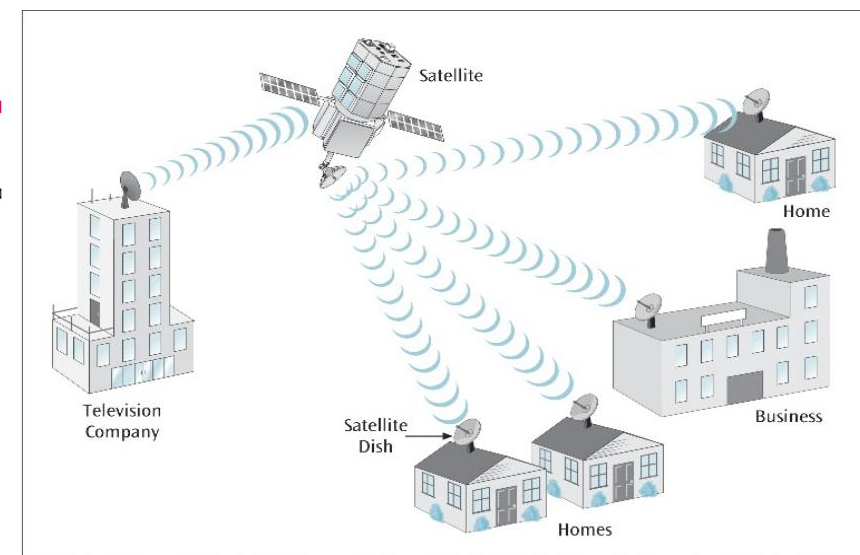 Satellite
Home
Television
Company
Business
Satellite
Dish
Homes